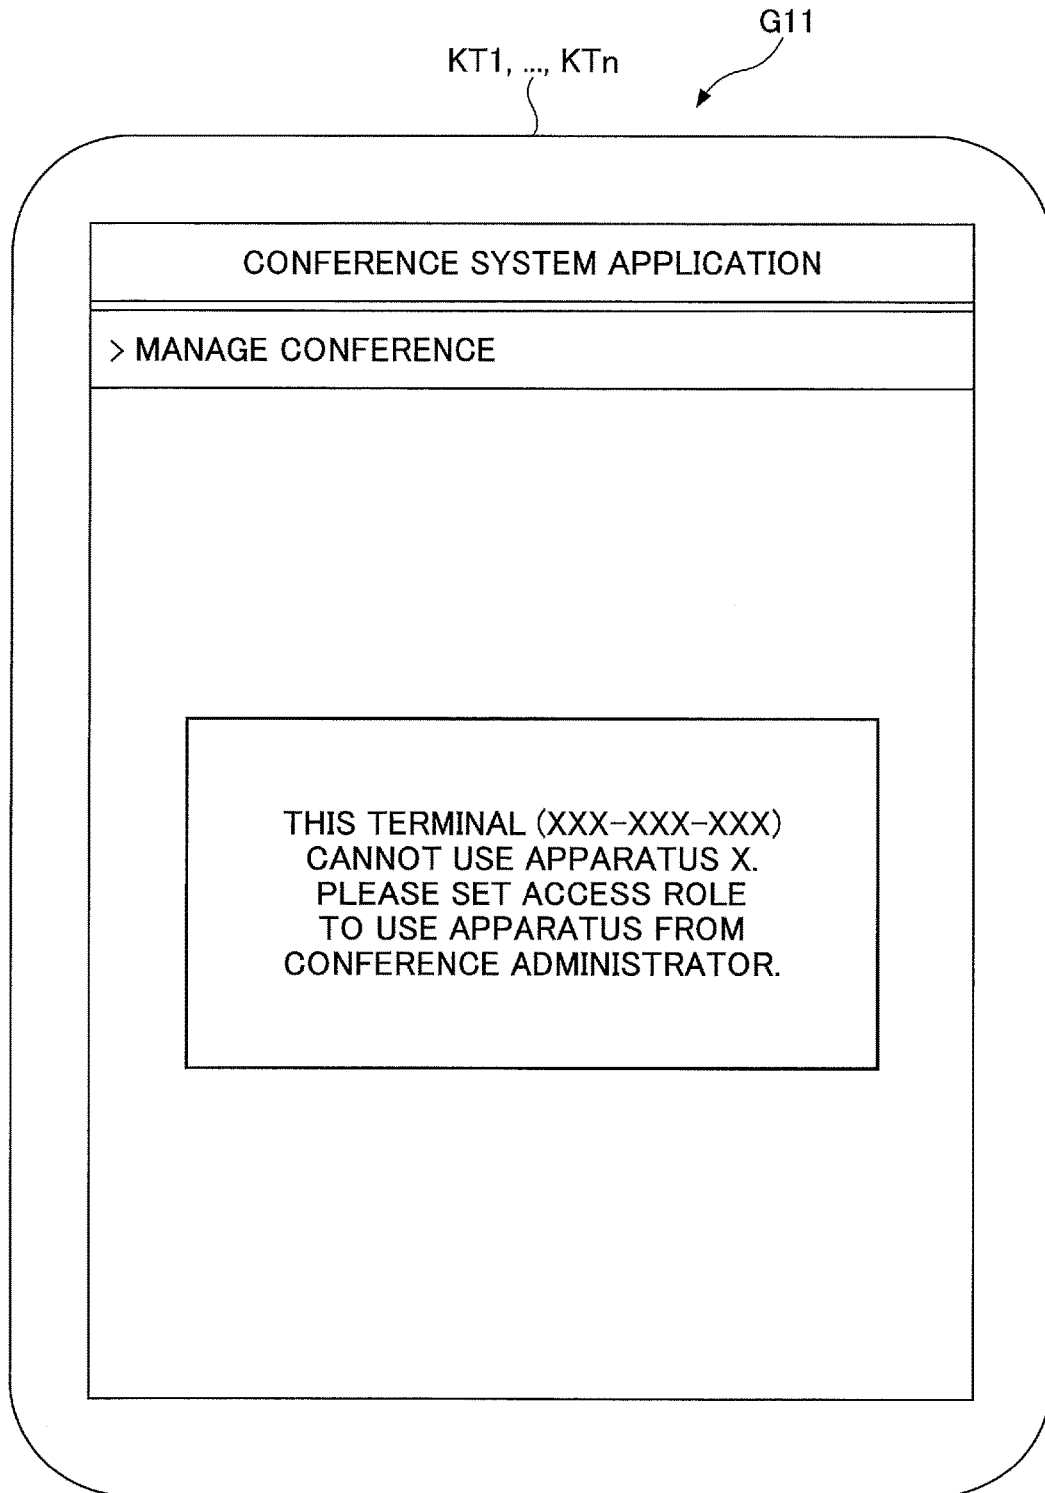 G11
KT1, ..., KTn
CONFERENCE SYSTEM APPLICATION
> MANAGE CONFERENCE
THIS TERMINAL (XXX-XXX-XXX)
CANNOT USE APPARATUS X.
PLEASE SET ACCESS ROLE
TO USE APPARATUS FROM
CONFERENCE ADMINISTRATOR.